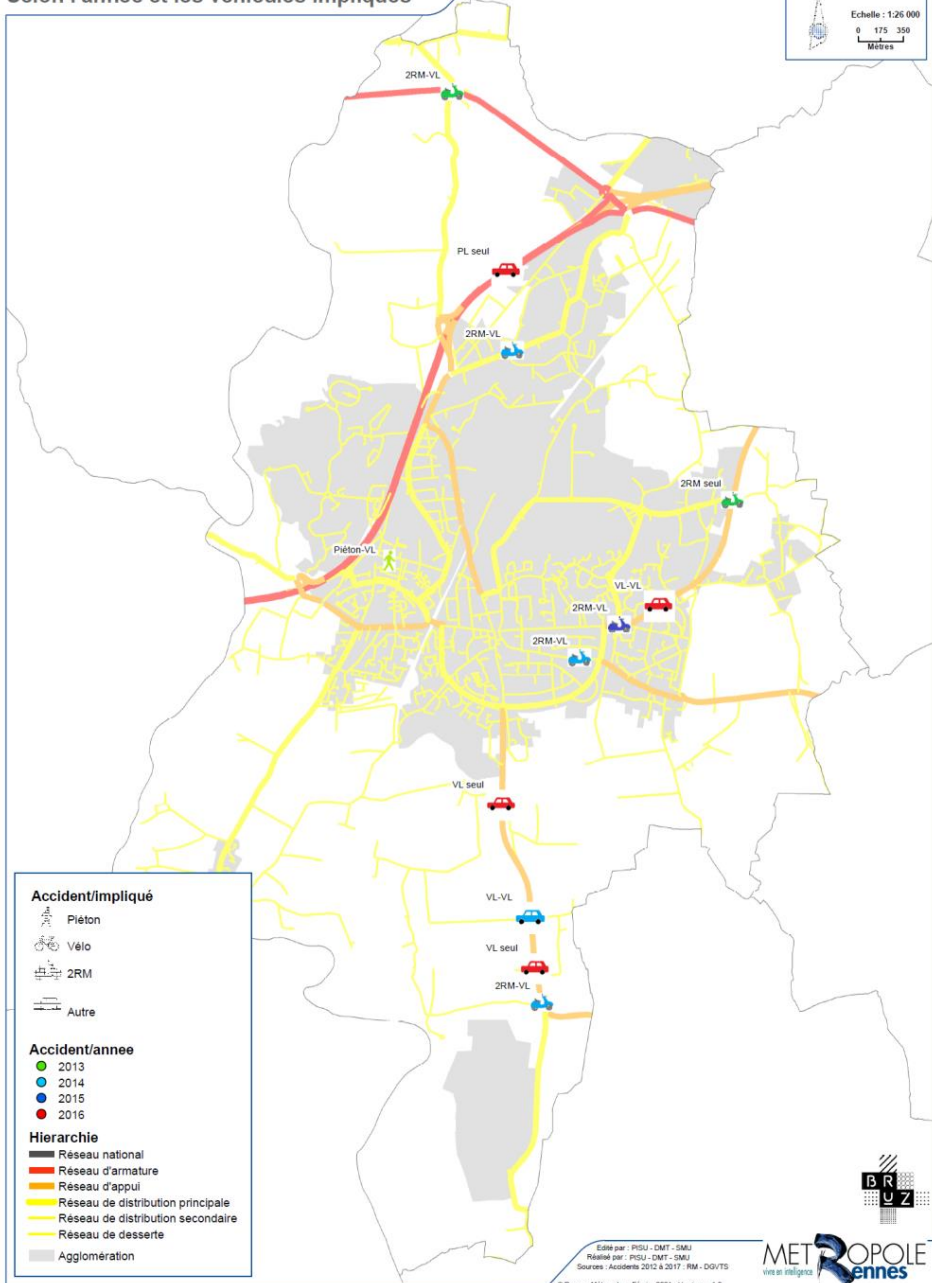 Selon l'année et les véhicules impliqués
Echelle : 1:26 000
0 175 350
Mètres
2RM-VL
PL seul
2RM-VL
2RM seul
Piéton-VL
VL-VL
2RM-VL
2RM-VL
VL seul
VL-VL
VL seul
2RM-VL
Accident/impliqué
Piéton
Vélo
2RM
Autre
Accident/annee
2013
2014
2015
2016
Hierarchie
Réseau national
Réseau d'armature
Réseau d'appui
Réseau de distribution principale
Réseau de distribution secondaire
Réseau de desserte
Agglomération
BRUZ
Edité par : PISU - DMT - SMU
Réalisé par : PISU - DMT - SMU
Sources : Accidents 2012 à 2017 : RM - DGVTS
METROPOLE
vivre en intelligence Rennes